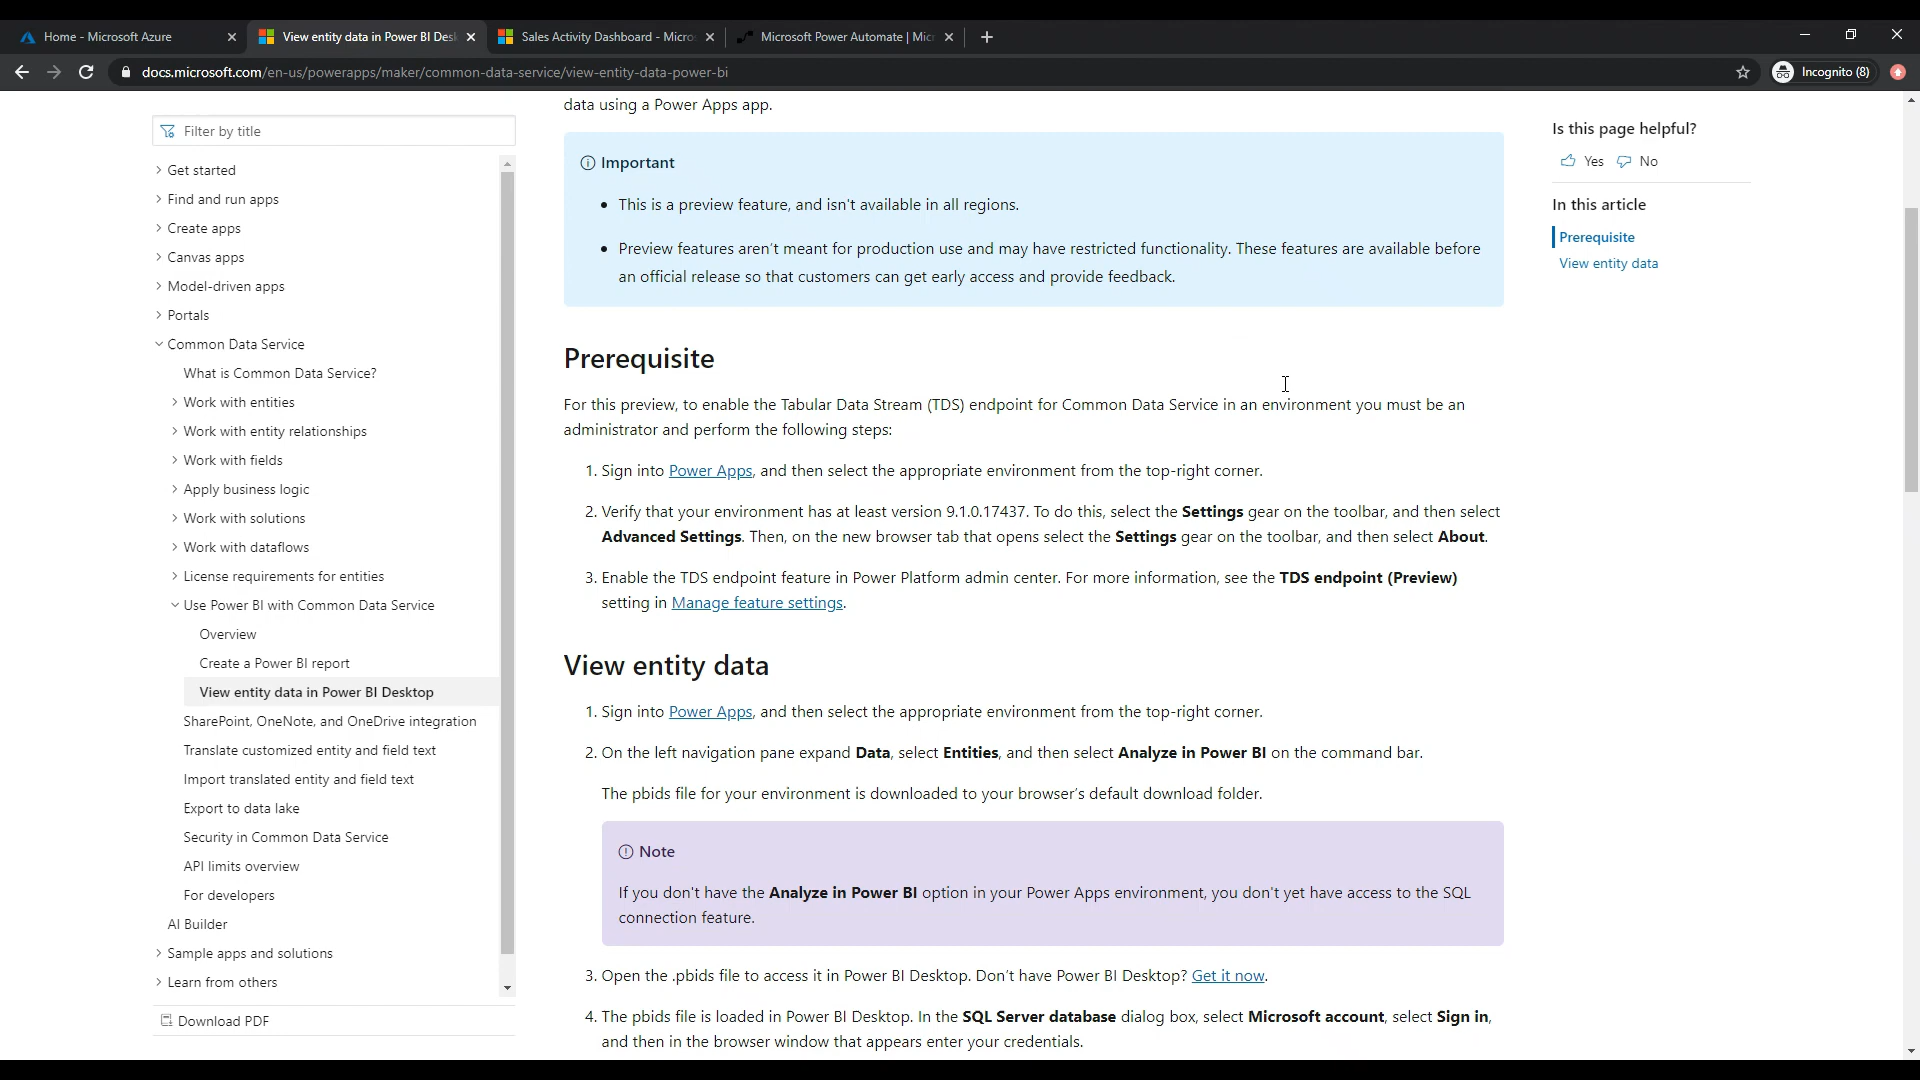 Home - Microsoft Azure
View entity data in Power BI Desk
Sales Activity Dashboard - Micro
Microsoft Power Automate | Mic
docs.microsoft.com/en-us/powerapps/maker/common-data-service/view-entity-data-power-bi
Incognito (8)
Filter by title
Get started
Find and run apps
Create apps
Canvas apps
Model-driven apps
Portals
Common Data Service
What is Common Data Service?
Work with entities
Work with entity relationships
Work with fields
Apply business logic
Work with solutions
Work with dataflows
License requirements for entities
Use Power BI with Common Data Service
Overview
Create a Power BI report
View entity data in Power BI Desktop
SharePoint, OneNote, and OneDrive integration
Translate customized entity and field text
Import translated entity and field text
Export to data lake
Security in Common Data Service
API limits overview
For developers
AI Builder
Sample apps and solutions
Learn from others
Download PDF
data using a Power Apps app.
Important
• This is a preview feature, and isn't available in all regions.
• Preview features aren't meant for production use and may have restricted functionality. These features are available before
an official release so that customers can get early access and provide feedback.
Prerequisite
For this preview, to enable the Tabular Data Stream (TDS) endpoint for Common Data Service in an environment you must be an
administrator and perform the following steps:
1. Sign into Power Apps, and then select the appropriate environment from the top-right corner.
2. Verify that your environment has at least version 9.1.0.17437. To do this, select the Settings gear on the toolbar, and then select
Advanced Settings. Then, on the new browser tab that opens select the Settings gear on the toolbar, and then select About.
3. Enable the TDS endpoint feature in Power Platform admin center. For more information, see the TDS endpoint (Preview)
setting in Manage feature settings.
View entity data
1. Sign into Power Apps, and then select the appropriate environment from the top-right corner.
2. On the left navigation pane expand Data, select Entities, and then select Analyze in Power BI on the command bar.
The pbids file for your environment is downloaded to your browser's default download folder.
Note
If you don't have the Analyze in Power BI option in your Power Apps environment, you don't yet have access to the SQL
connection feature.
3. Open the .pbids file to access it in Power BI Desktop. Don't have Power BI Desktop? Get it now.
4. The pbids file is loaded in Power BI Desktop. In the SQL Server database dialog box, select Microsoft account, select Sign in,
and then in the browser window that appears enter your credentials.
Is this page helpful?
Yes No
In this article
Prerequisite
View entity data